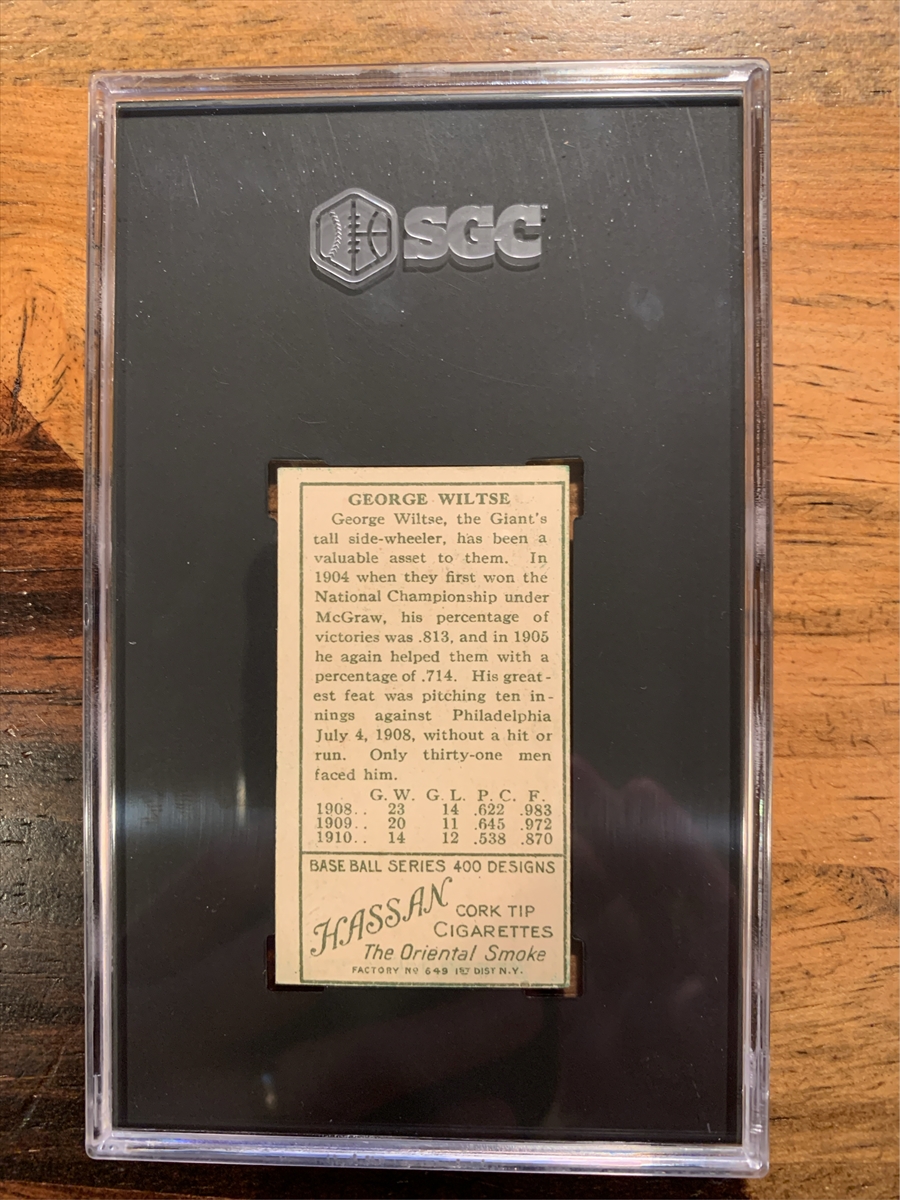 SGC
GEORGE WILTSE
George Wiltse, the Giant's
tall side-wheeler, has been a
valuable asset to them. In
1904 when they first won the
National Championship under
McGraw, his percentage of
victories was .813, and in 1905
he again helped them with a
percentage of .714. His great-
est feat was pitching ten in-
nings against Philadelphia
July 4, 1908, without a hit or
run. Only thirty-one men
faced him.
G. W. G. L. P. C. F.
1908.. 23 14 .622 .983
1909.. 20 11 .645 .972
1910.. 14 12 .538 .870
BASE BALL SERIES 400 DESIGNS
HASSAN
CORK TIP
CIGARETTES
The Oriental Smoke
FACTORY No 649 1ST DIST N.Y.